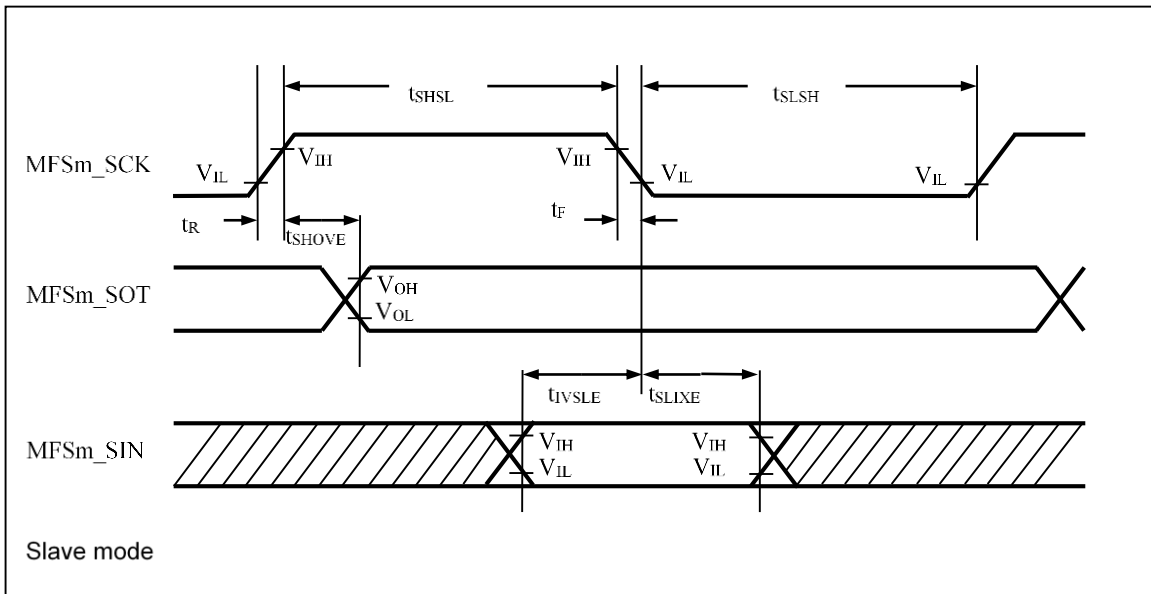 tSHSL tSLSH
MFSm_SCK VIL VIH VIH VIL VIL
tR tSHOVE tF
MFSm_SOT VOH
VOL
tIVSLE tSLIXE
MFSm_SIN VIH VIH
VIL VIL
Slave mode